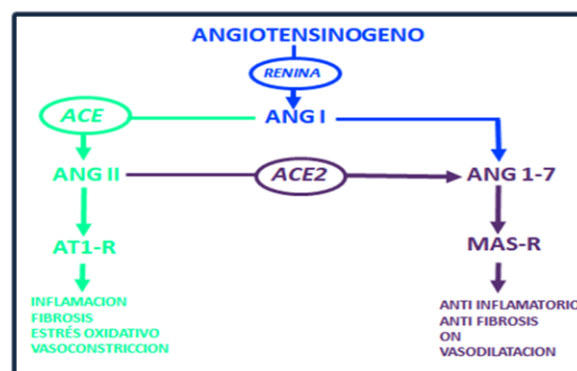 ANGIOTENSINOGENO
RENINA
ACE
ANG I
ANG II
ACE2
ANG 1-7
AT1-R
MAS-R
INFLAMACION
FIBROSIS
ESTRÉS OXIDATIVO
VASOCONSTRICCION
ANTI INFLAMATORIO
ANTI FIBROSIS
ON
VASODILATACION